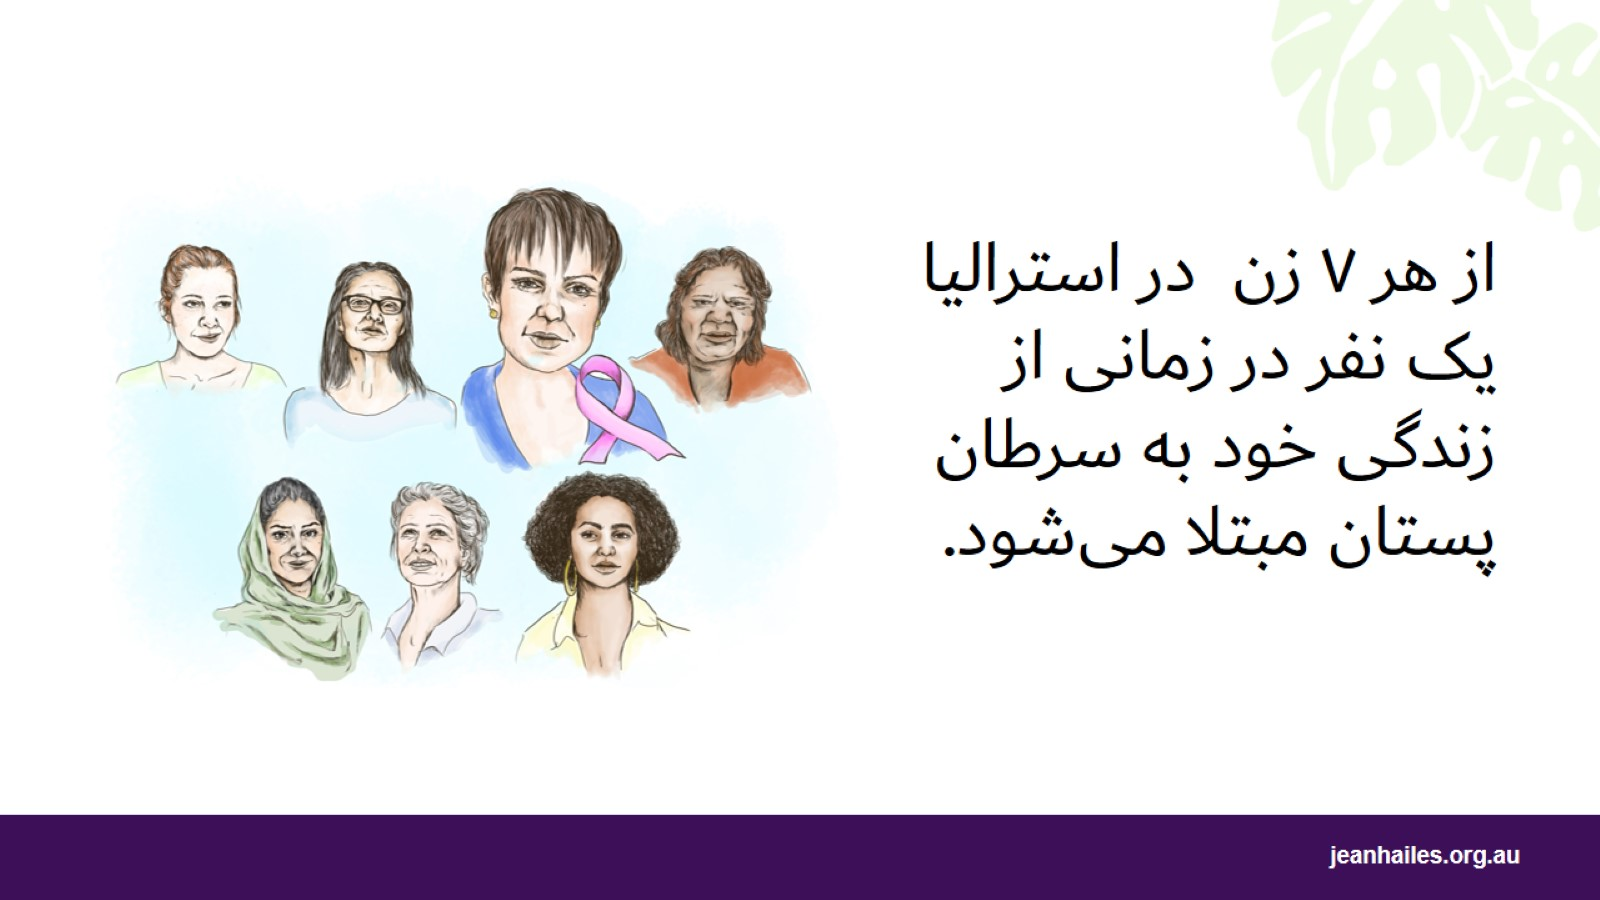 از هر ۷ زن  در استرالیا
یک نفر در زمانی از
زندگی خود به سرطان
پستان مبتلا می‌شود.
jeanhailes.org.au